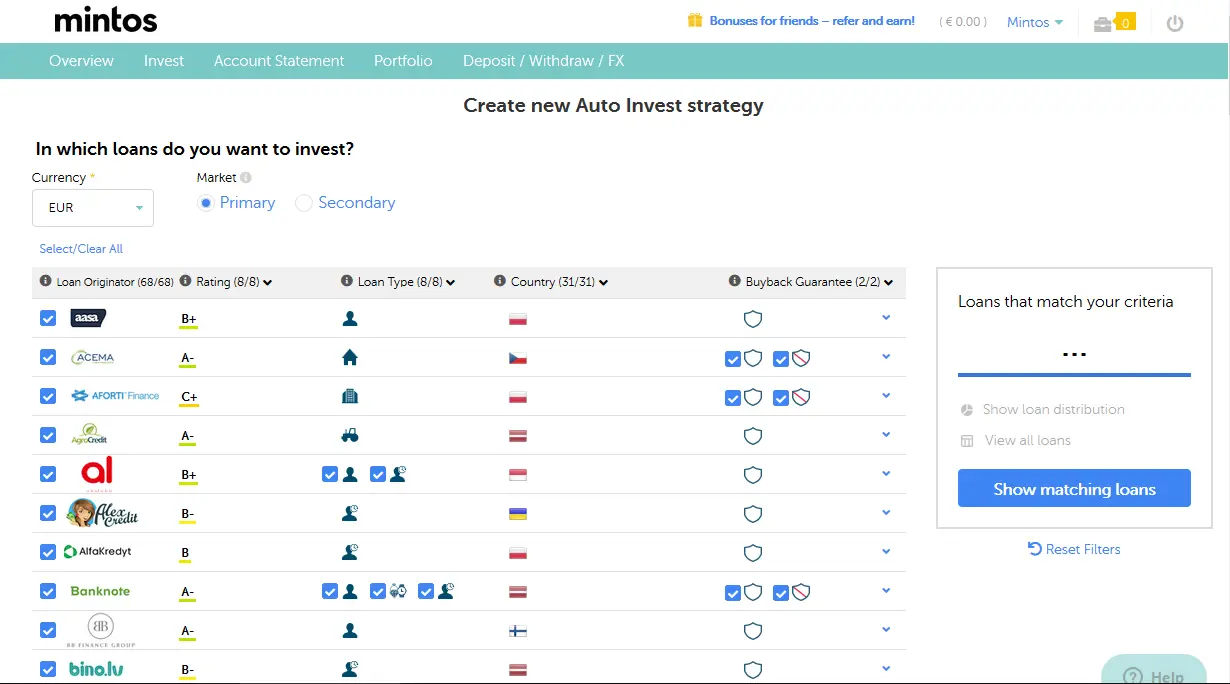 mintos
Bonuses for friends – refer and earn!
( € 0.00 )
Mintos
0
Overview
Invest
Account Statement
Portfolio
Deposit / Withdraw / FX
Create new Auto Invest strategy
In which loans do you want to invest?
Currency *
Market
EUR
Primary
Secondary
Select/Clear All
Loan Originator (68/68)
Rating (8/8)
Loan Type (8/8)
Country (31/31)
Buyback Guarantee (2/2)
aasa
B+
ACEMA
A-
AFORTI Finance
C+
AgroCredit
A-
al
B+
Alex Credit
B-
AlfaKredyt
B
Banknote
A-
BB
BB FINANCE GROUP
A-
bino.lv
B-
Loans that match your criteria
...
Show loan distribution
View all loans
Show matching loans
Reset Filters
? Help